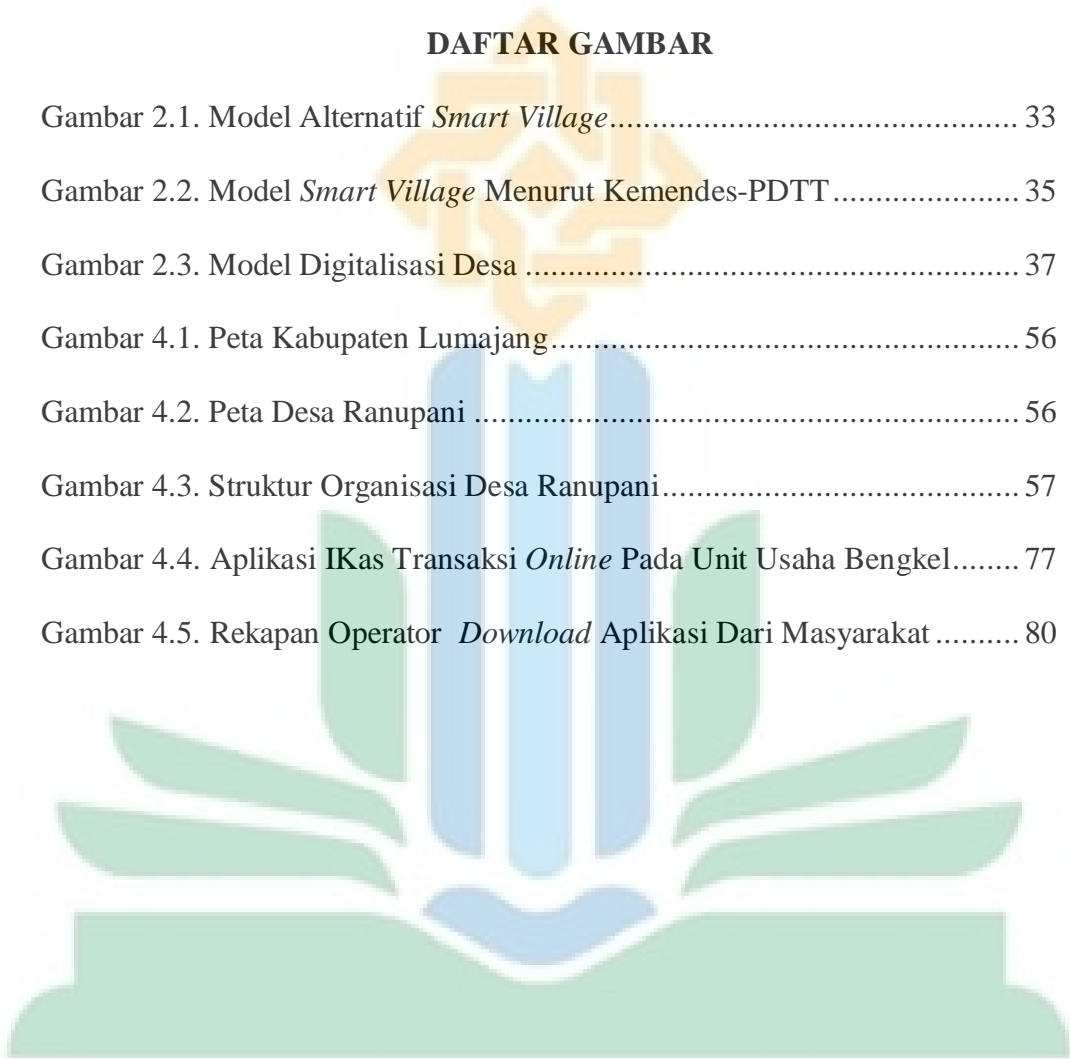 DAFTAR GAMBAR
Gambar 2.1. Model Alternatif Smart Village.................................................. 33
Gambar 2.2. Model Smart Village Menurut Kemendes-PDTT.................... 35
Gambar 2.3. Model Digitalisasi Desa ............................................................ 37
Gambar 4.1. Peta Kabupaten Lumajang......................................................... 56
Gambar 4.2. Peta Desa Ranupani .................................................................. 56
Gambar 4.3. Struktur Organisasi Desa Ranupani........................................... 57
Gambar 4.4. Aplikasi IKas Transaksi Online Pada Unit Usaha Bengkel........ 77
Gambar 4.5. Rekapan Operator Download Aplikasi Dari Masyarakat .......... 80